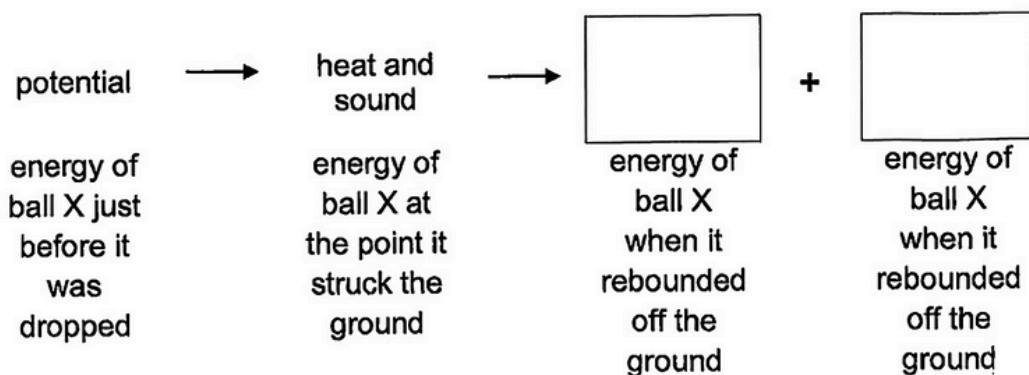 potential
heat and
sound
+
energy of
ball X just
before it
was
dropped
energy of
ball X at
the point it
struck the
ground
energy of
ball X
when it
rebounded
off the
ground
energy of
ball X
when it
rebounded
off the
ground